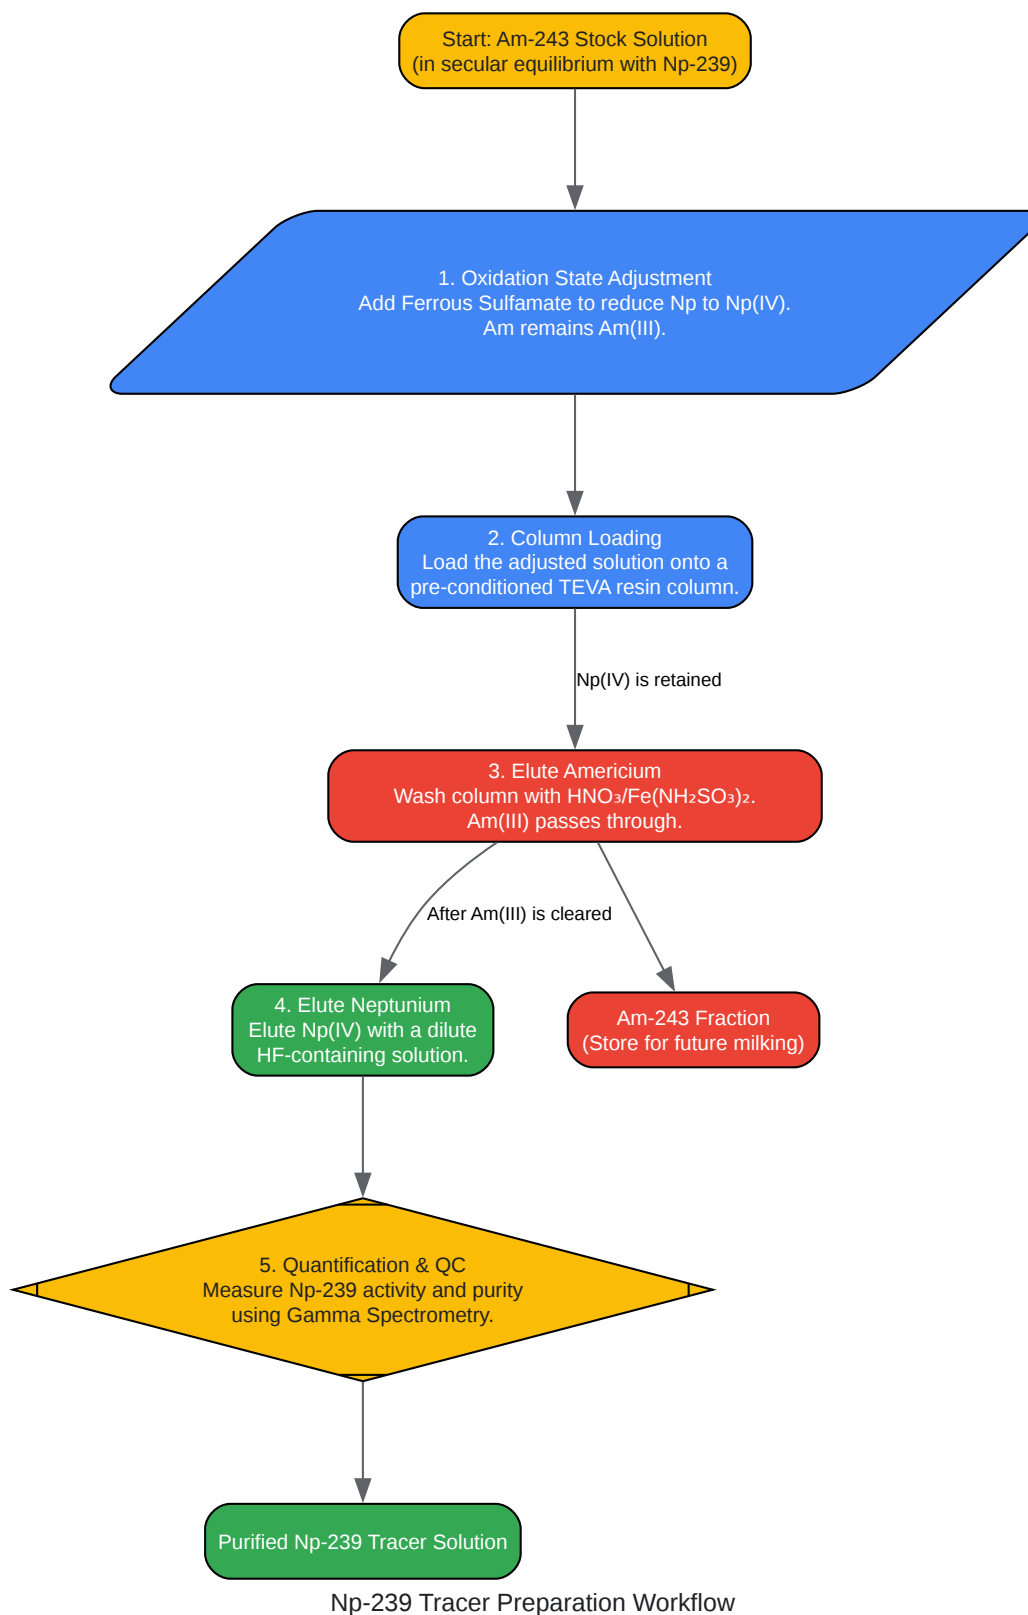 Start: Am-243 Stock Solution
(in secular equilibrium with Np-239)
1. Oxidation State Adjustment
Add Ferrous Sulfamate to reduce Np to Np(IV).
Am remains Am(III).
2. Column Loading
Load the adjusted solution onto a
pre-conditioned TEVA resin column.
Np(IV) is retained
3. Elute Americium
Wash column with HNO₃/Fe(NH₂SO₃)₂.
Am(III) passes through.
After Am(III) is cleared
4. Elute Neptunium
Elute Np(IV) with a dilute
HF-containing solution.
Am-243 Fraction
(Store for future milking)
5. Quantification & QC
Measure Np-239 activity and purity
using Gamma Spectrometry.
Purified Np-239 Tracer Solution
Np-239 Tracer Preparation Workflow